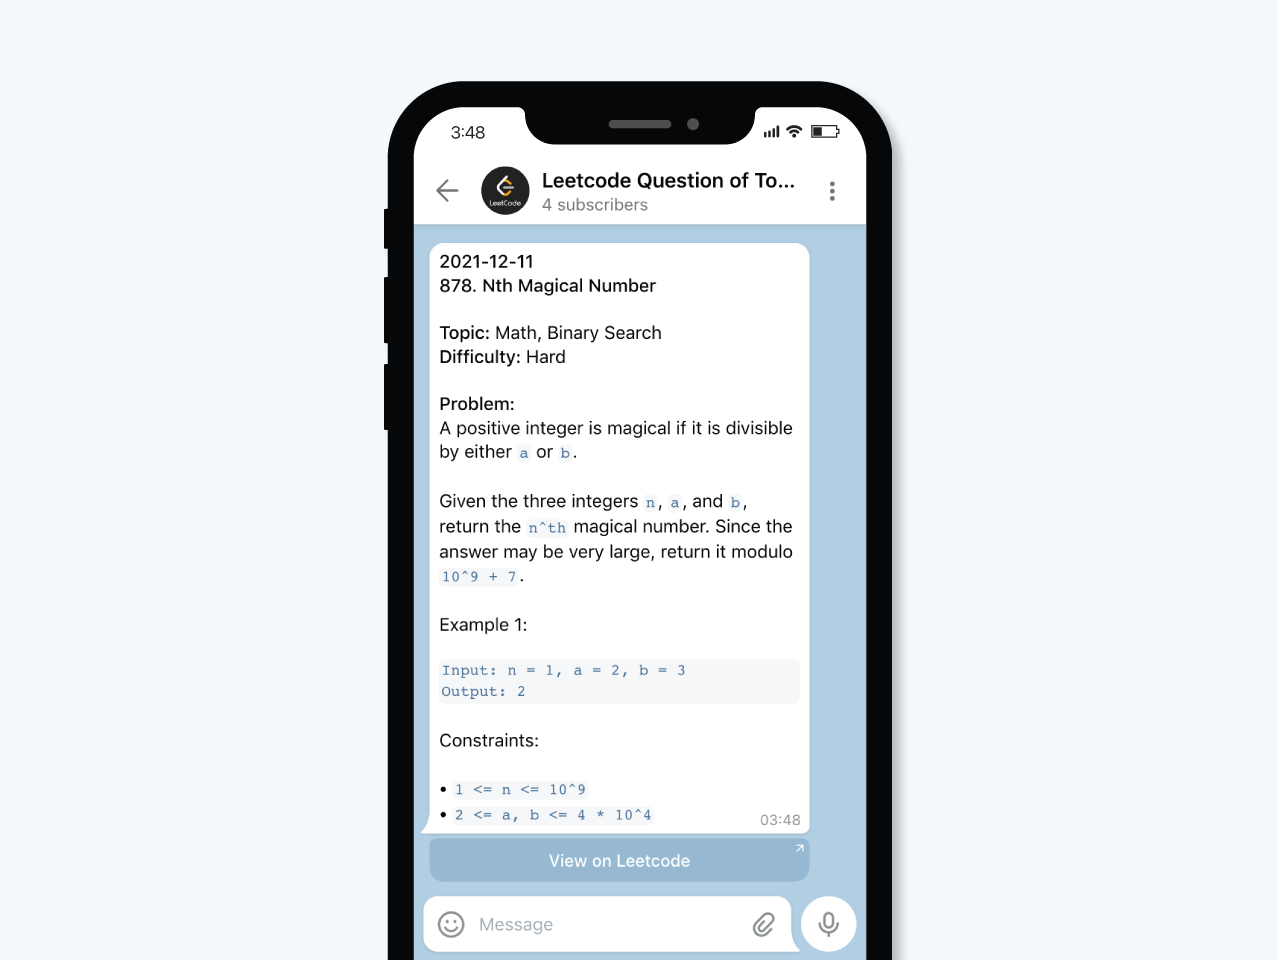 3:48
LeetCode
Leetcode Question of To...
4 subscribers
2021-12-11
878. Nth Magical Number
Topic: Math, Binary Search
Difficulty: Hard
Problem:
A positive integer is magical if it is divisible
by either a or b.
Given the three integers n, a, and b,
return the n^th magical number. Since the
answer may be very large, return it modulo
10^9 + 7.
Example 1:
Input: n = 1, a = 2, b = 3
Output: 2
Constraints:
• 1 <= n <= 10^9
• 2 <= a, b <= 4 * 10^4
03:48
View on Leetcode
Message